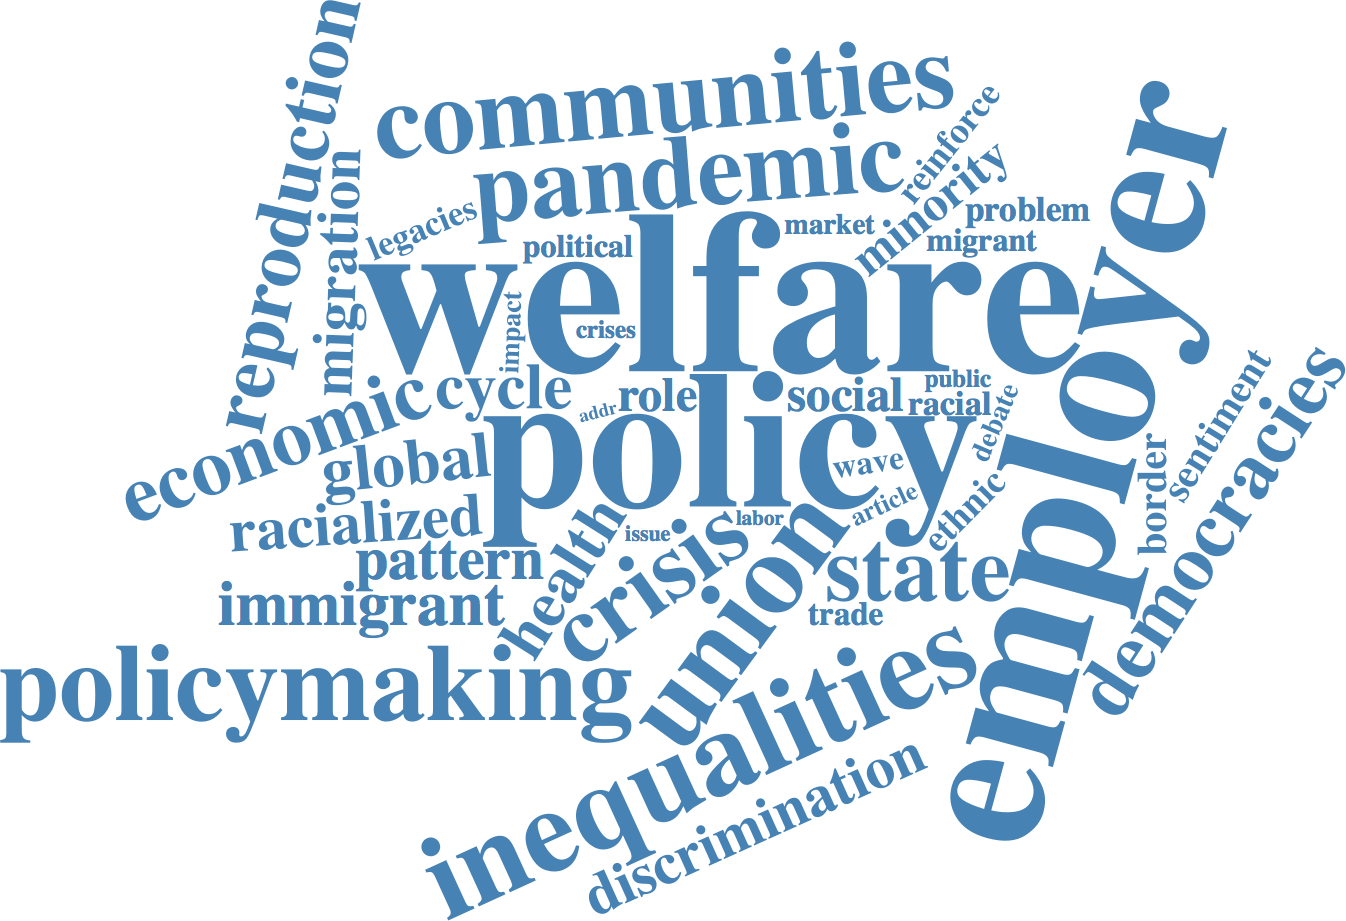 reproduction
communities
pandemic
reinforce
minority
problem
migrant
market
legacies
political
migration
welfare
employer
impact
crises
economic
cycle
addr
role
social
public
racial
debate
policy
wave
global
racialized
pattern
immigrant
health
issue
labor
article
ethnic
crisis
union
state
trade
border
sentiment
democracies
policymaking
inequalities
discrimination